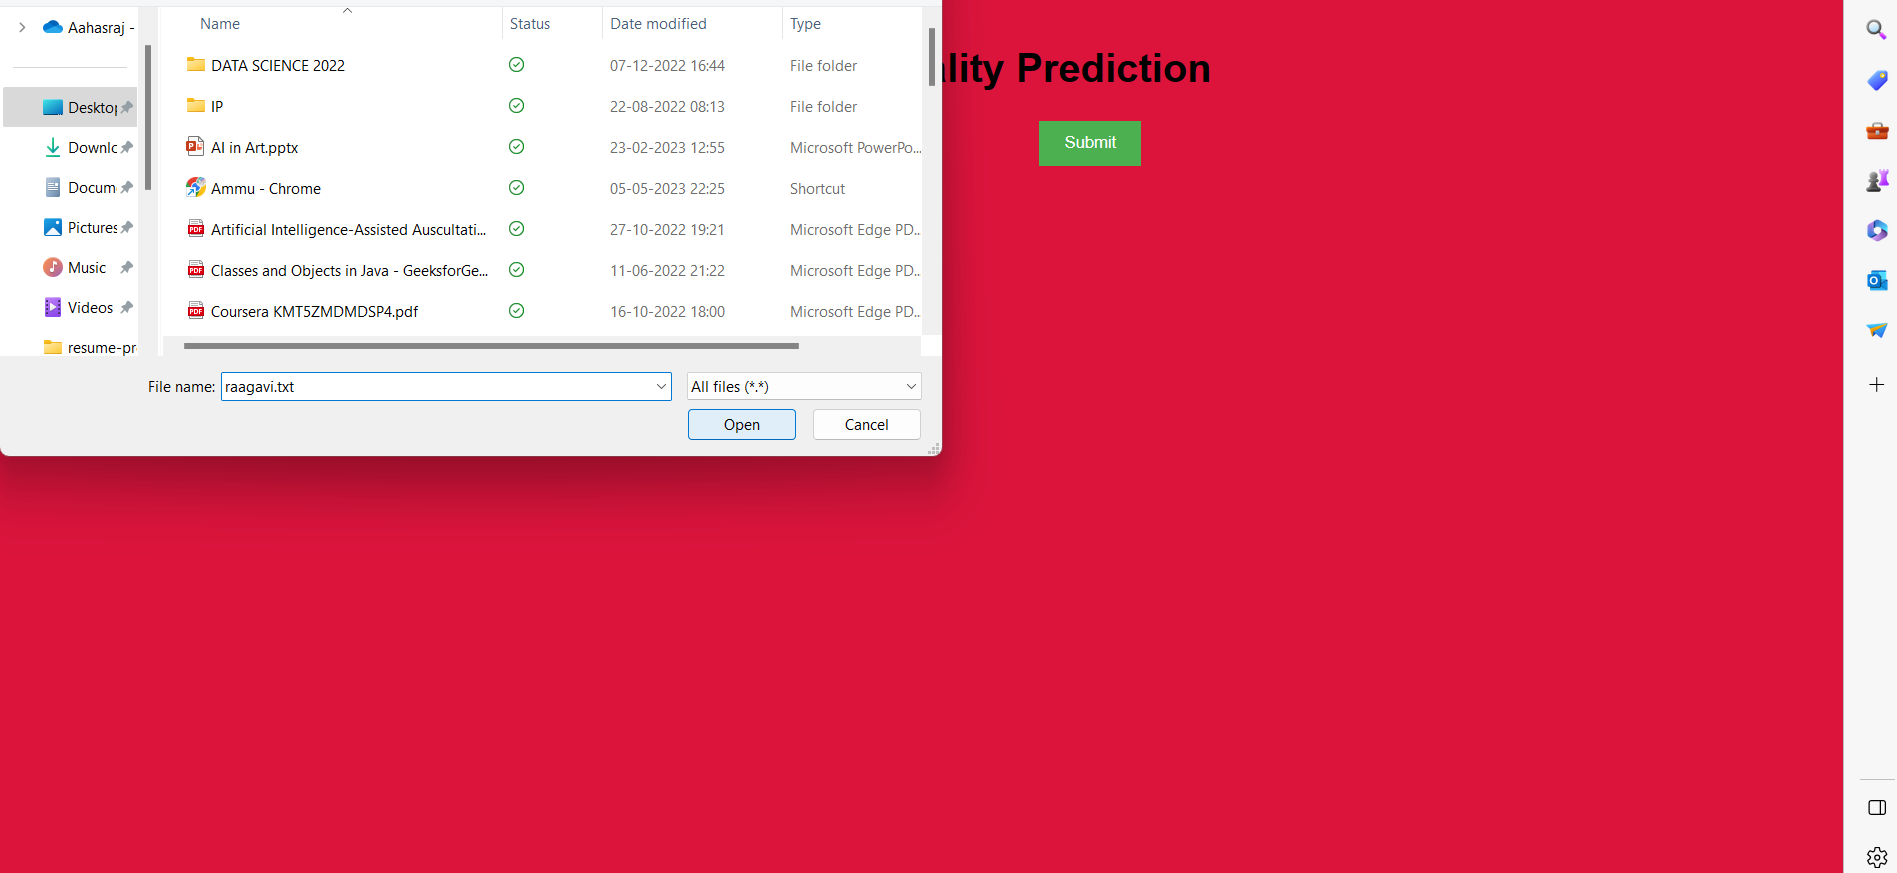 Aahasraj -
Name Status Date modified Type
DATA SCIENCE 2022 07-12-2022 16:44 File folder
IP 22-08-2022 08:13 File folder
AI in Art.pptx 23-02-2023 12:55 Microsoft PowerPo...
Ammu - Chrome 05-05-2023 22:25 Shortcut
Artificial Intelligence-Assisted Auscultati... 27-10-2022 19:21 Microsoft Edge PD...
Classes and Objects in Java - GeeksforGe... 11-06-2022 21:22 Microsoft Edge PD...
Coursera KMT5ZMDMDSP4.pdf 16-10-2022 18:00 Microsoft Edge PD...
Deskto
Downlo
Docum
Pictures
Music
Videos
resume-pr
File name: raagavi.txt All files (*.*)
Open Cancel
ality Prediction
Submit